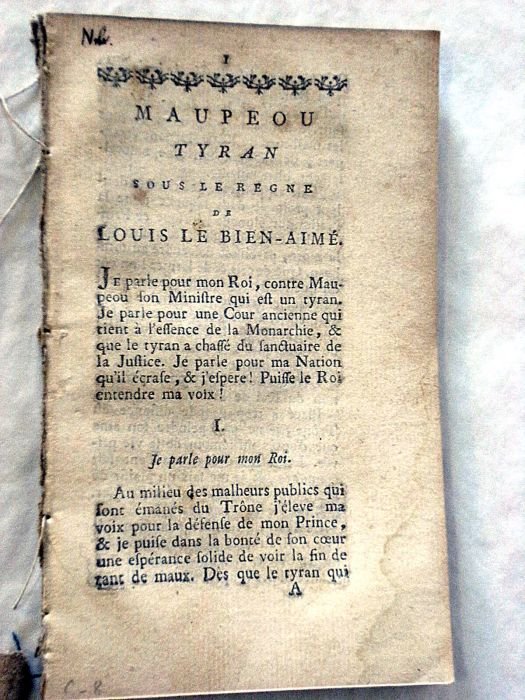 N.b.
I
MAUPEOU
TYRAN
SOUS LE REGNE
DE
LOUIS LE BIEN-AIMÉ.
JE parle pour mon Roi, contre Mau-
peou ſon Miniſtre qui eſt un tyran.
Je parle pour une Cour ancienne qui
tient à l'eſſence de la Monarchie, &
que le tyran a chaſſé du ſanctuaire de
la Juſtice. Je parle pour ma Nation
qu'il écraſe, & j'eſpere! Puiſſe le Roi
entendre ma voix!
I.
Je parle pour mon Roi.
Au milieu des malheurs publics qui
ſont émanés du Trône j'éleve ma
voix pour la défenſe de mon Prince,
& je puiſe dans la bonté de ſon cœur
une eſpérance ſolide de voir la fin de
tant de maux. Dès que le tyran qui
A
C-8